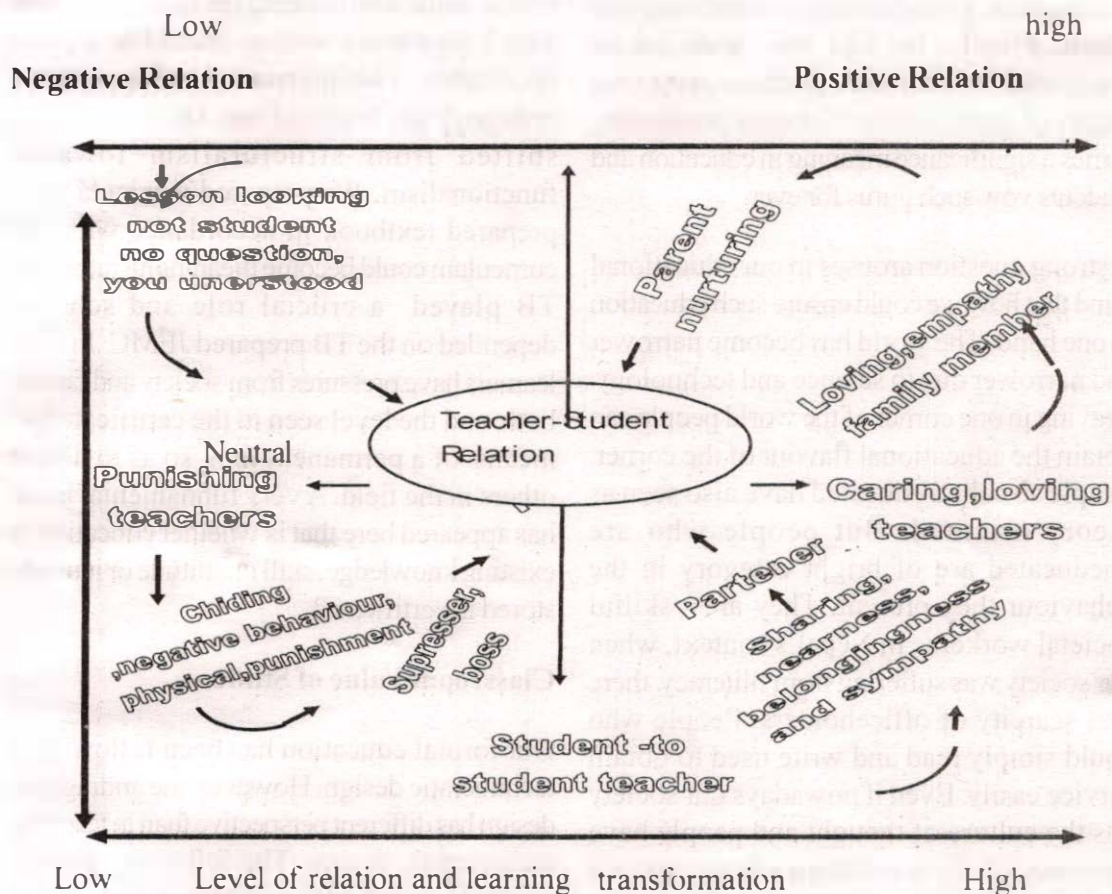 Low high
Negative Relation Positive Relation
Lesson looking
not student
no question,
you unerstood
Parent
nurturing
Loving,empathy
family member
Teacher-Student
Relation
Neutral
Punishing
teachers
Caring,loving
teachers
Chiding
,negative behaviour,
physical,punishment
Supresser,
boss
Partener
Sharing,
nearness,
belongingness
and sympathy
Student -to
student teacher
Low Level of relation and learning transformation High